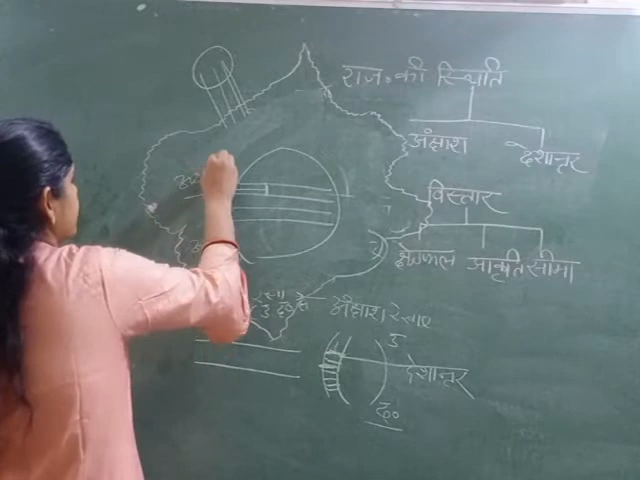 राज॰ की स्थिति
अंक्षाश
देशान्तर
विस्तार
क्षेत्रफल आकृति सीमा
अंक्षाश रेखाए
उ
देशान्तर
द॰